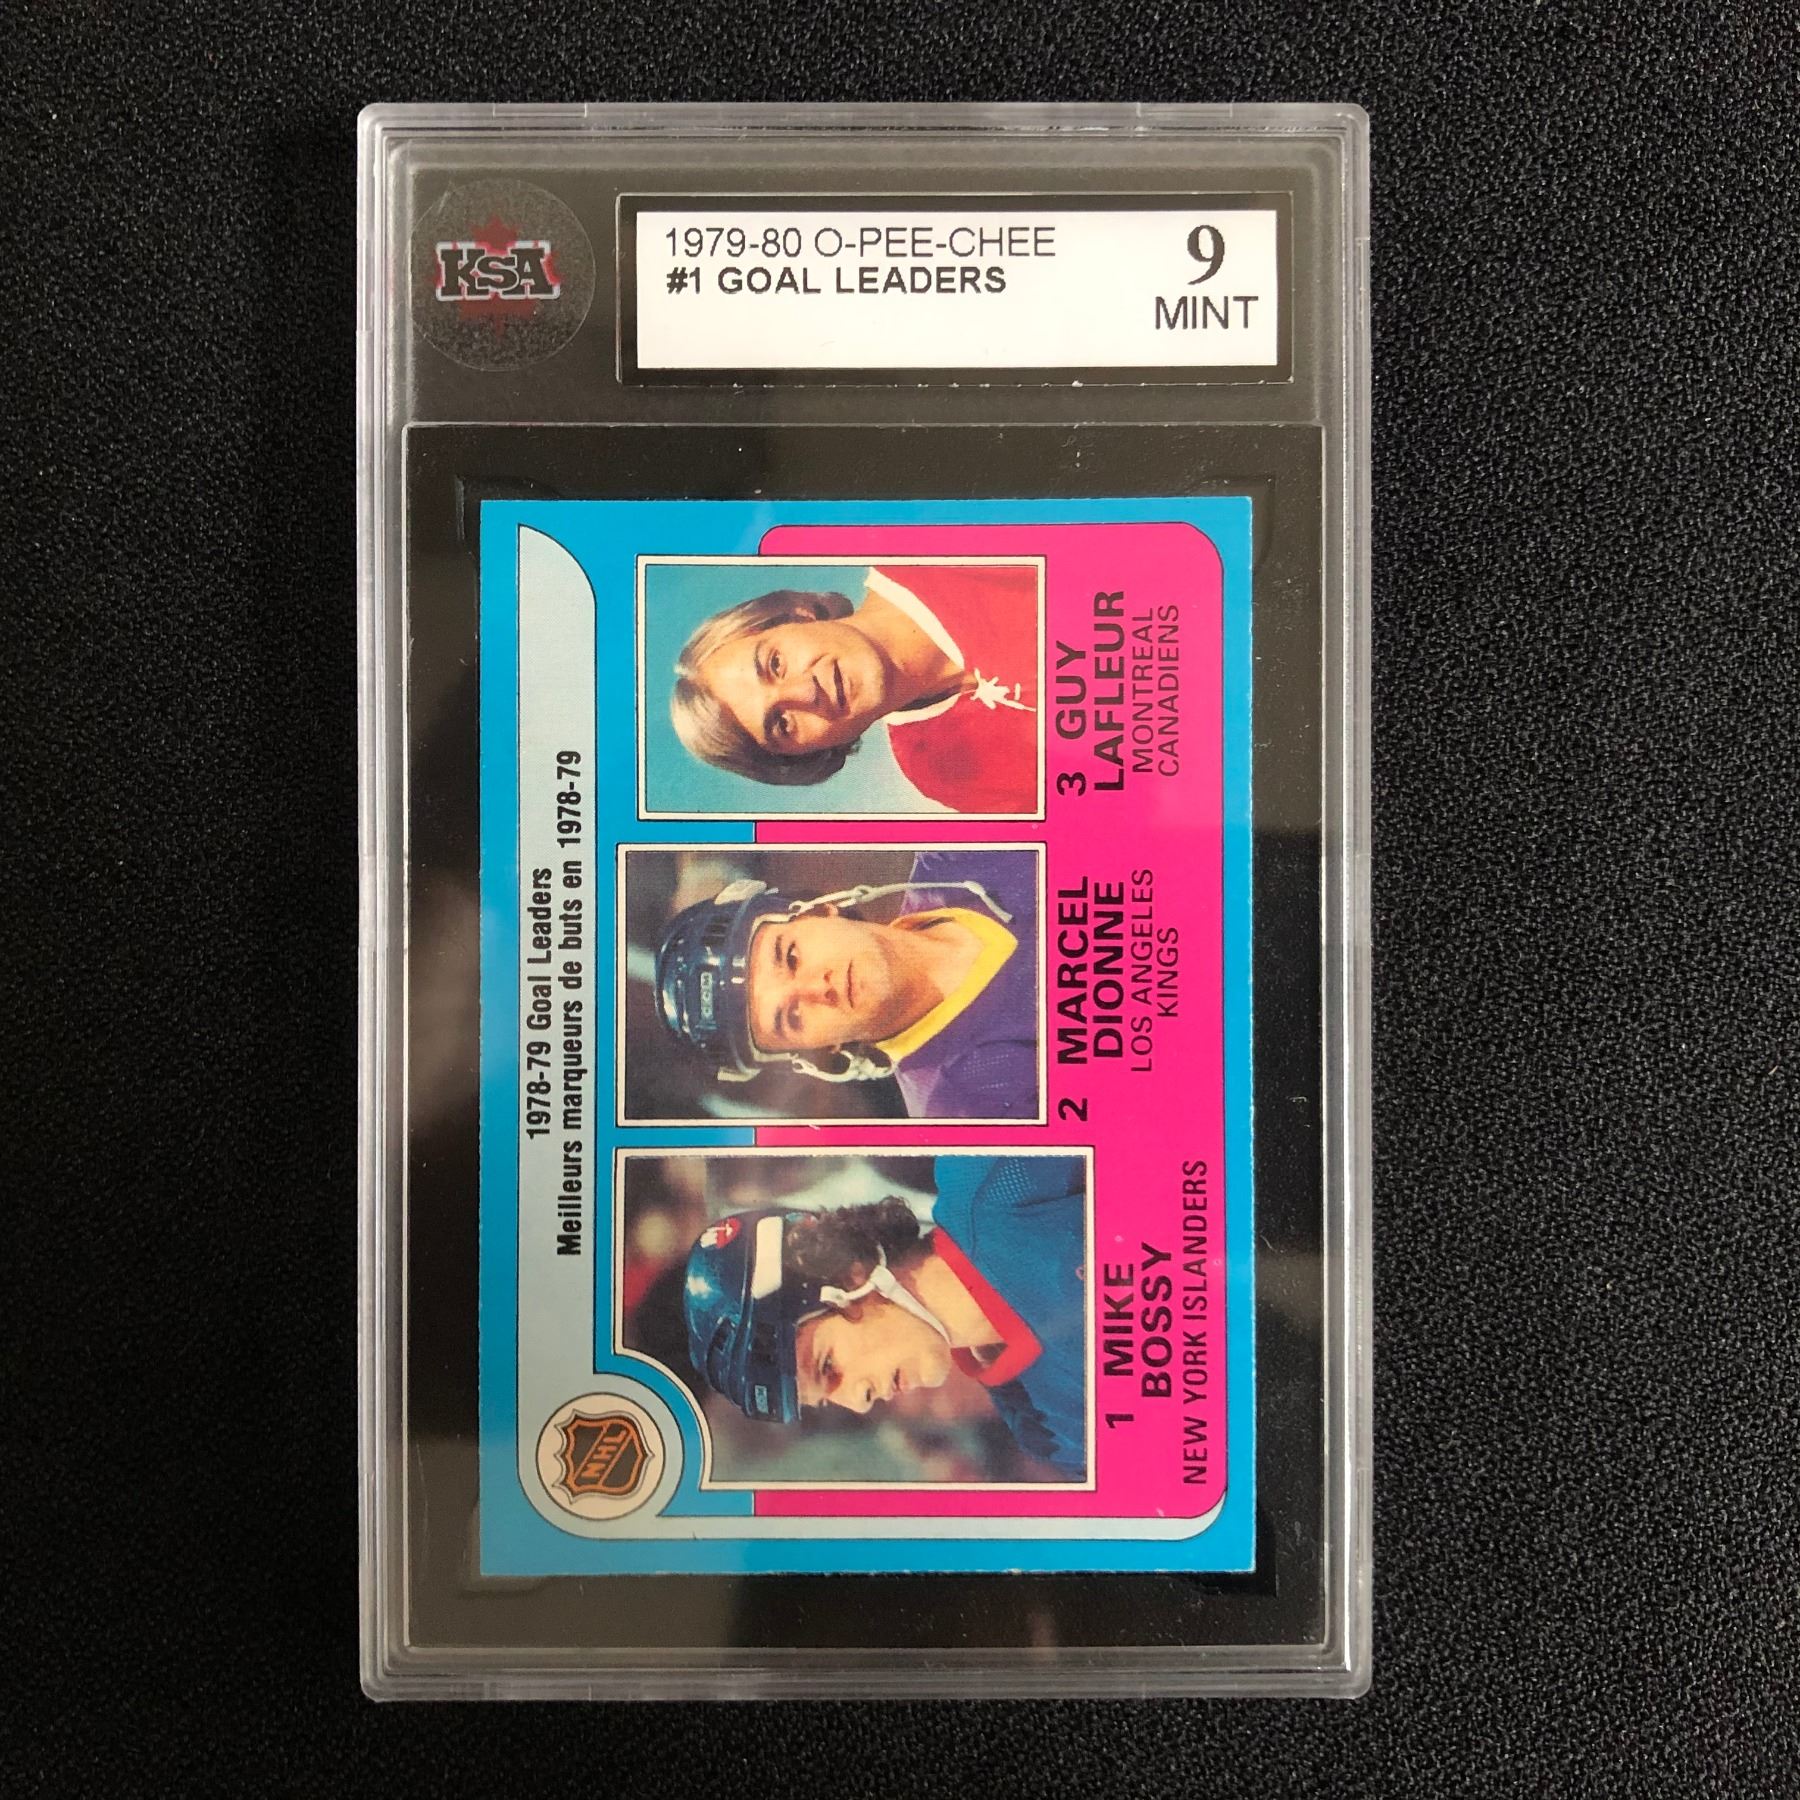 KSA
1979-80 O-PEE-CHEE
#1 GOAL LEADERS
9
MINT
1978-79 Goal Leaders
Meilleurs marqueurs de buts en 1978-79
NHL
1 MIKE
BOSSY
NEW YORK ISLANDERS
CCM
2 MARCEL
DIONNE
LOS ANGELES
KINGS
CCM
3 GUY
LAFLEUR
MONTREAL
CANADIENS